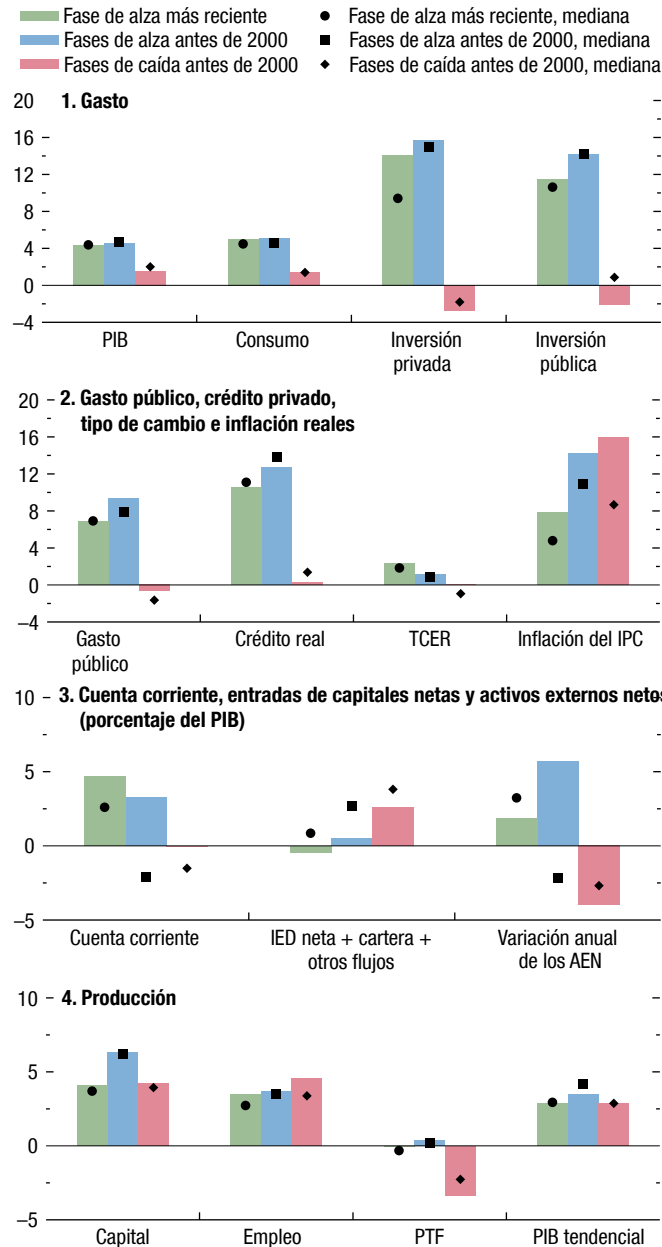 Fase de alza más reciente
Fases de alza antes de 2000
Fases de caída antes de 2000
Fase de alza más reciente, mediana
Fases de alza antes de 2000, mediana
Fases de caída antes de 2000, mediana
1. Gasto
20
16
12
8
4
0
–4
PIB
Consumo
Inversión
privada
Inversión
pública
2. Gasto público, crédito privado,
tipo de cambio e inflación reales
20
16
12
8
4
0
–4
Gasto
público
Crédito real
TCER
Inflación del IPC
3. Cuenta corriente, entradas de capitales netas y activos externos netos
(porcentaje del PIB)
10
5
0
–5
Cuenta corriente
IED neta + cartera +
otros flujos
Variación anual
de los AEN
4. Producción
10
5
0
–5
Capital
Empleo
PTF
PIB tendencial